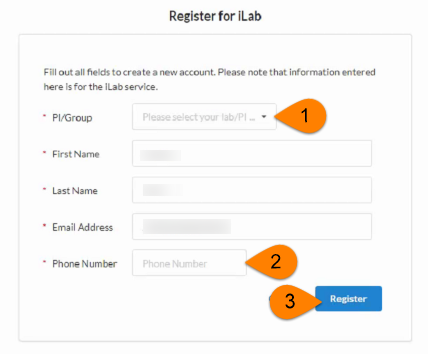 Register for iLab
Fill out all fields to create a new account. Please note that information entered
here is for the iLab service.
* PI/Group
Please select your lab/PI ...
1
* First Name
* Last Name
* Email Address
* Phone Number
Phone Number
2
3
Register